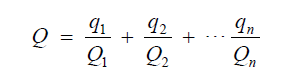 Q = q₁/Q₁ + q₂/Q₂ + ⋯ qₙ/Qₙ